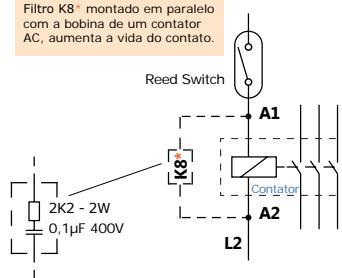 Filtro K8* montado em paralelo
com a bobina de um contator
AC, aumenta a vida do contato.
Reed Switch
A1
K8*
Contator
2K2 - 2W
0,1µF 400V
A2
L2